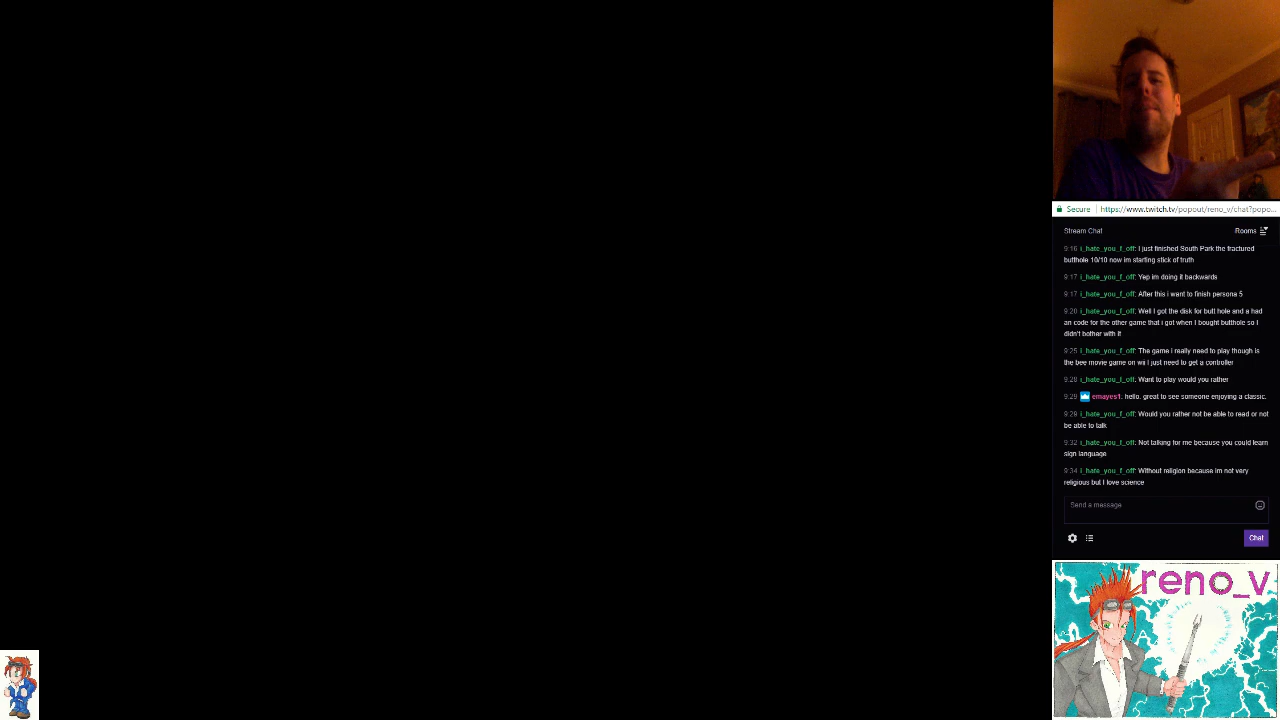 Secure https://www.twitch.tv/popout/reno_v/chat?popo...
Stream Chat
Rooms
9:16 i_hate_you_f_off: I just finished South Park the fractured
butthole 10/10 now im starting stick of truth
9:17 i_hate_you_f_off: Yep im doing it backwards
9:17 i_hate_you_f_off: After this i want to finish persona 5
9:20 i_hate_you_f_off: Well I got the disk for butt hole and a had
an code for the other game that i got when I bought butthole so I
didn't bother with it
9:25 i_hate_you_f_off: The game i really need to play though is
the bee movie game on wii I just need to get a controller
9:28 i_hate_you_f_off: Want to play would you rather
9:29 emayes1: hello. great to see someone enjoying a classic.
9:29 i_hate_you_f_off: Would you rather not be able to read or not
be able to talk
9:32 i_hate_you_f_off: Not talking for me because you could learn
sign language
9:34 i_hate_you_f_off: Without religion because im not very
religious but I love science
Send a message
Chat
reno_v